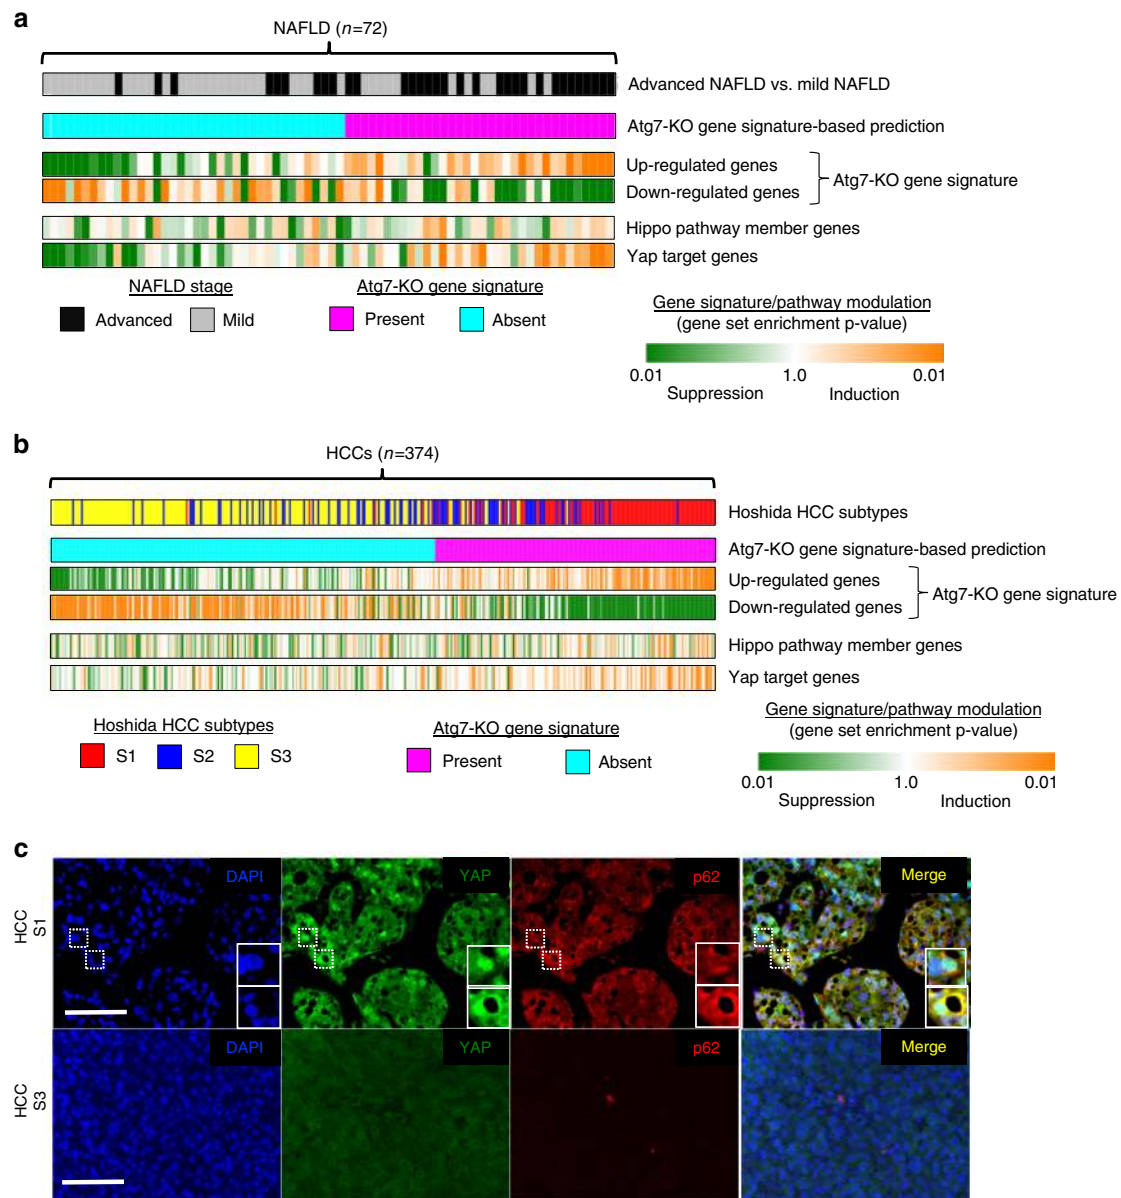 a
NAFLD (n=72)
Advanced NAFLD vs. mild NAFLD
Atg7-KO gene signature-based prediction
Up-regulated genes
Down-regulated genes
Atg7-KO gene signature
Hippo pathway member genes
Yap target genes
NAFLD stage
Advanced
Mild
Atg7-KO gene signature
Present
Absent
Gene signature/pathway modulation
(gene set enrichment p-value)
0.01
1.0
0.01
Suppression
Induction
b
HCCs (n=374)
Hoshida HCC subtypes
Atg7-KO gene signature-based prediction
Up-regulated genes
Down-regulated genes
Atg7-KO gene signature
Hippo pathway member genes
Yap target genes
Hoshida HCC subtypes
S1
S2
S3
Atg7-KO gene signature
Present
Absent
Gene signature/pathway modulation
(gene set enrichment p-value)
0.01
1.0
0.01
Suppression
Induction
c
HCC
S1
DAPI
YAP
p62
Merge
HCC
S3
DAPI
YAP
p62
Merge